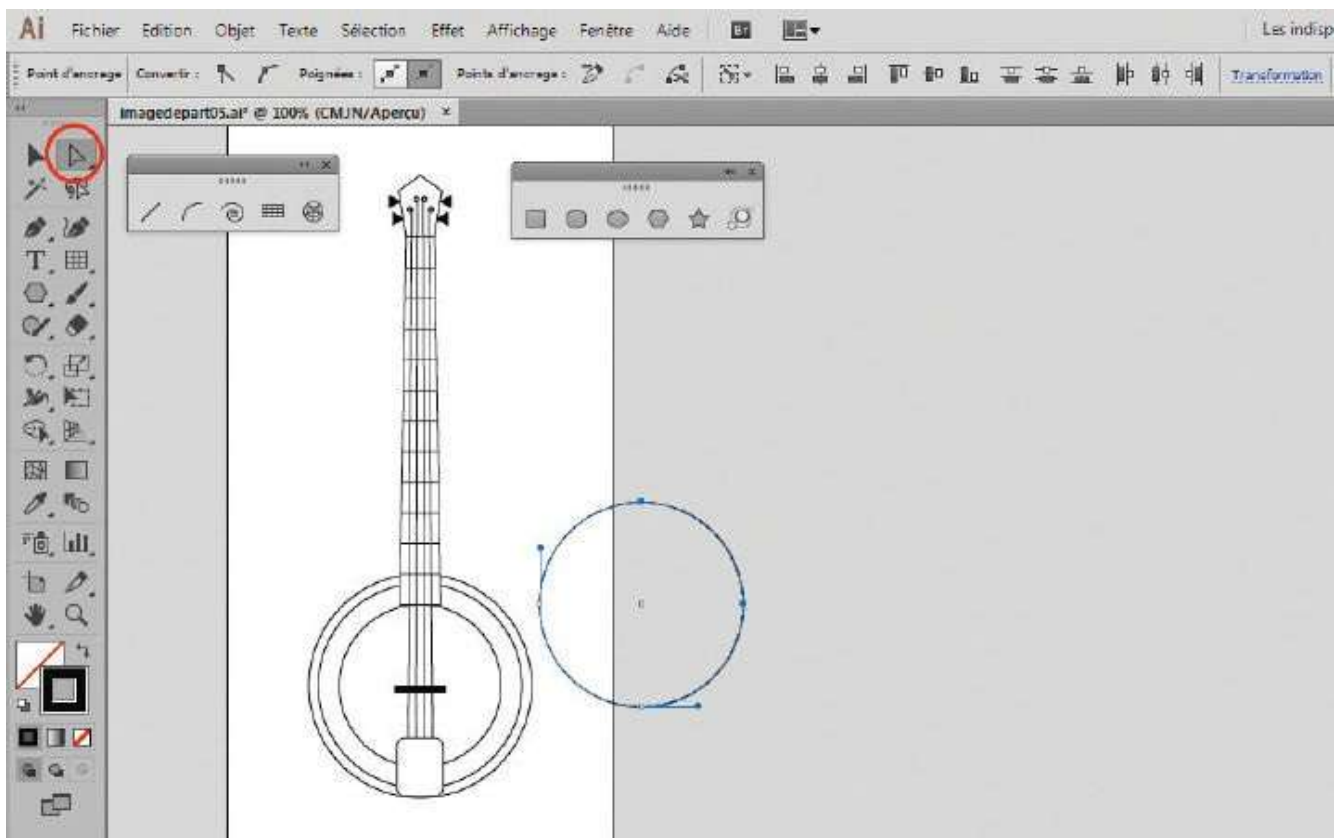 Ai Fichier Edition Objet Texte Sélection Effet Affichage Fenêtre Aide Br Les indisp
Point d'ancrage Convertir : Poignées : Points d'ancrage : Transformation
imagedepart05.ai* @ 100% (CMJN/Aperçu) ×